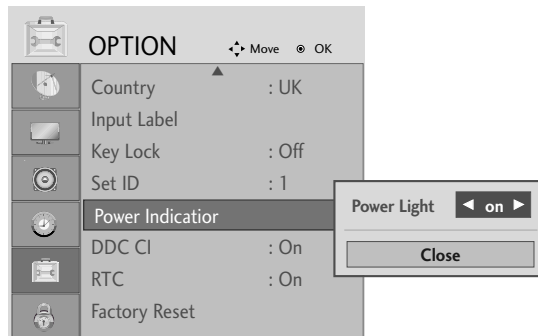 OPTION Move OK
Country : UK
Input Label
Key Lock : Off
Set ID : 1
Power Indicatior
DDC CI : On
RTC : On
Factory Reset
Power Light ◄ on ►
Close